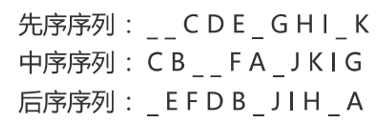 先序序列：_ _ C D E _ G H I _ K
中序序列：C B _ _ F A _ J K I G
后序序列：_ E F D B _ J I H _ A